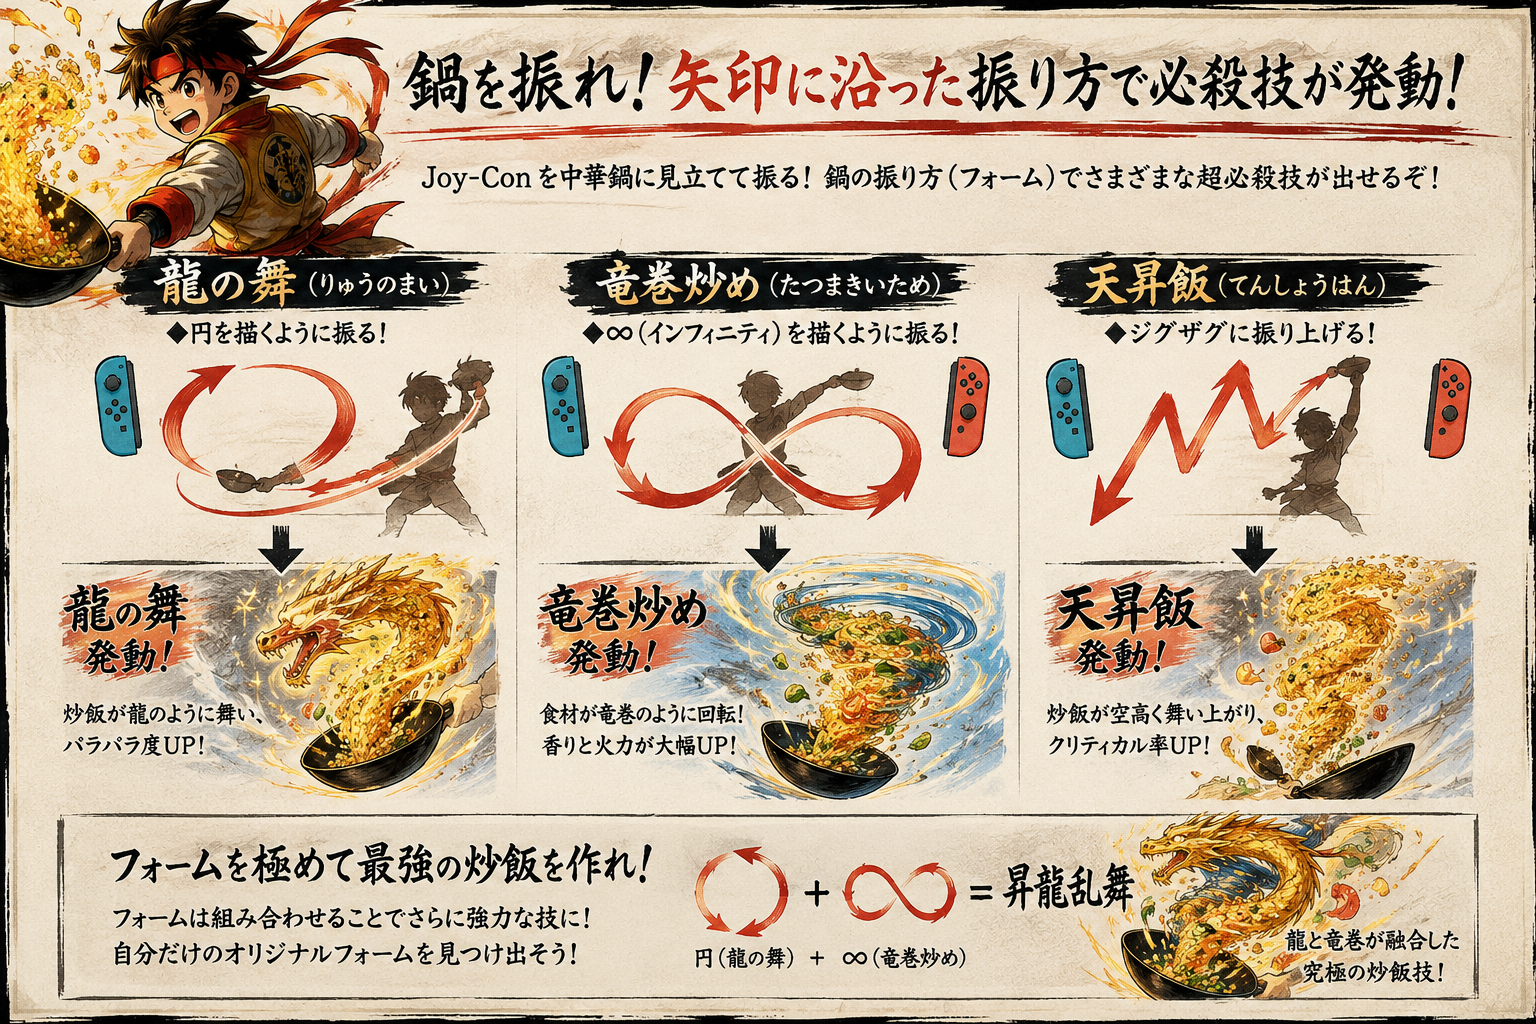 鍋を振れ！矢印に沿った振り方で必殺技が発動！
Joy-Conを中華鍋に見立てて振る！ 鍋の振り方（フォーム）でさまざまな超必殺技が出せるぞ！
龍の舞（りゅうのまい）
◆円を描くように振る！
龍の舞
発動！
炒飯が龍のように舞い、
パラパラ度UP！
竜巻炒め（たつまきいため）
◆∞（インフィニティ）を描くように振る！
竜巻炒め
発動！
食材が竜巻のように回転！
香りと火力が大幅UP！
天昇飯（てんしょうはん）
◆ジグザグに振り上げる！
天昇飯
発動！
炒飯が空高く舞い上がり、
クリティカル率UP！
フォームを極めて最強の炒飯を作れ！
フォームは組み合わせることでさらに強力な技に！
自分だけのオリジナルフォームを見つけ出そう！
+ = 昇龍乱舞
円（龍の舞） + ∞（竜巻炒め）
龍と竜巻が融合した
究極の炒飯技！